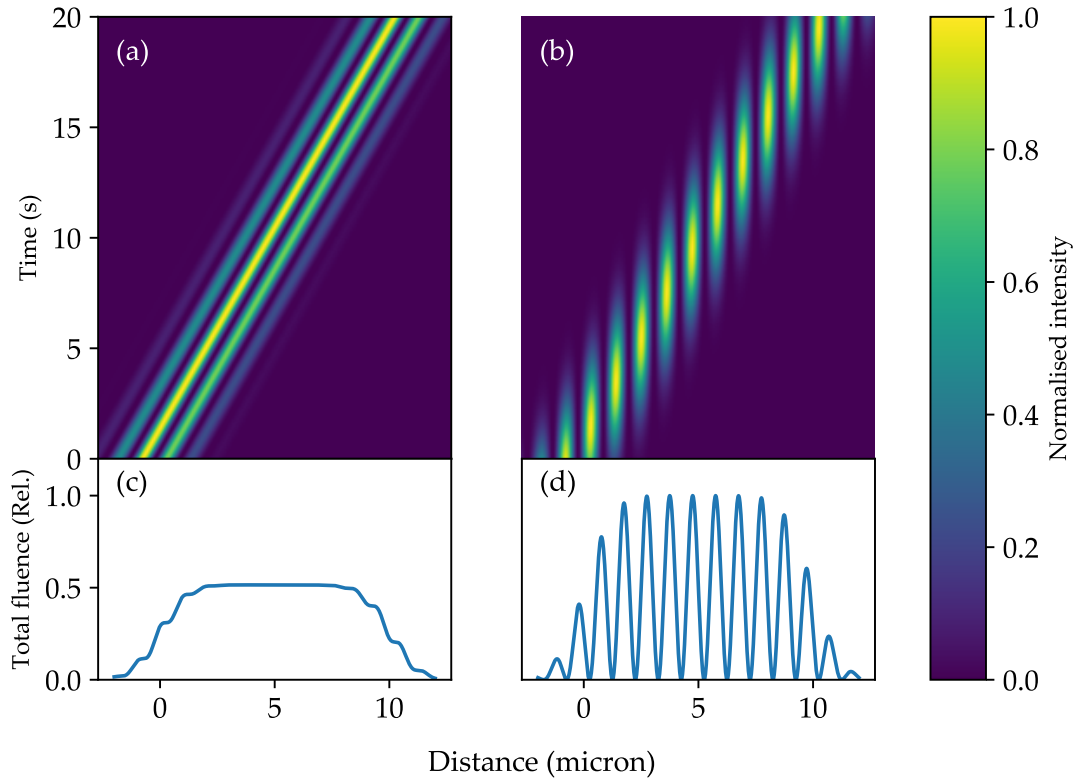 (a)
(b)
20
15
10
5
0
Time (s)
1.0
0.8
0.6
0.4
0.2
0.0
Normalised intensity
(c)
(d)
1.0
0.5
0.0
Total fluence (Rel.)
0 5 10
0 5 10
Distance (micron)